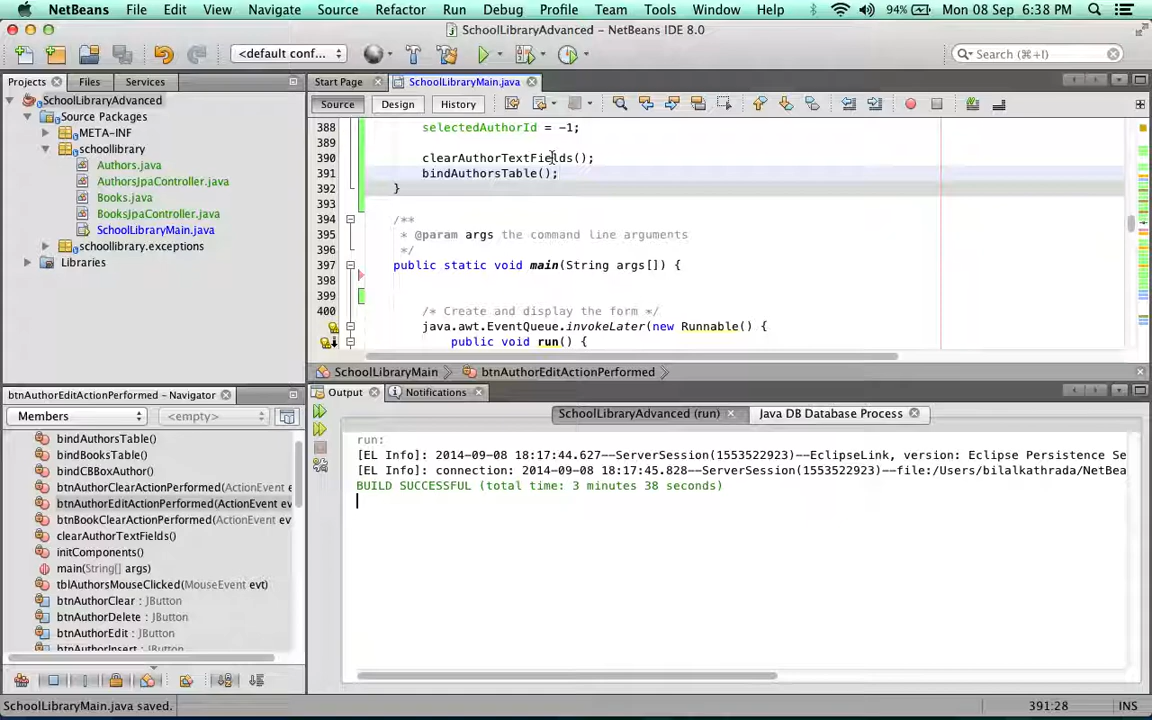 NetBeans File Edit View Navigate Source Refactor Run Debug Profile Team Tools Window Help 94% Mon 08 Sep 6:38 PM
SchoolLibraryAdvanced - NetBeans IDE 8.0
<default conf... Search (⌘+I)
Projects Files Services Start Page SchoolLibraryMain.java
SchoolLibraryAdvanced
Source Packages
META-INF
schoollibrary
Authors.java
AuthorsJpaController.java
Books.java
BooksJpaController.java
SchoolLibraryMain.java
schoollibrary.exceptions
Libraries
Source Design History
388 selectedAuthorId = -1;
389
390 clearAuthorTextFields();
391 bindAuthorsTable();
392 }
393
394 /**
395 * @param args the command line arguments
396 */
397 public static void main(String args[]) {
398
399
400 /* Create and display the form */
java.awt.EventQueue.invokeLater(new Runnable() {
public void run() {
SchoolLibraryMain btnAuthorEditActionPerformed
btnAuthorEditActionPerformed - Navigator
Members <empty>
bindAuthorsTable()
bindBooksTable()
bindCBBoxAuthor()
btnAuthorClearActionPerformed(ActionEvent
btnAuthorEditActionPerformed(ActionEvent ev
btnBookClearActionPerformed(ActionEvent ev
clearAuthorTextFields()
initComponents()
main(String[] args)
tblAuthorsMouseClicked(MouseEvent evt)
btnAuthorClear : JButton
btnAuthorDelete : JButton
btnAuthorEdit : JButton
btnAuthorInsert : JButton
Output Notifications
SchoolLibraryAdvanced (run) Java DB Database Process
run:
[EL Info]: 2014-09-08 18:17:44.627--ServerSession(1553522923)--EclipseLink, version: Eclipse Persistence Se
[EL Info]: connection: 2014-09-08 18:17:45.828--ServerSession(1553522923)--file:/Users/bilalkathrada/NetBea
BUILD SUCCESSFUL (total time: 3 minutes 38 seconds)
SchoolLibraryMain.java saved. 391:28 INS